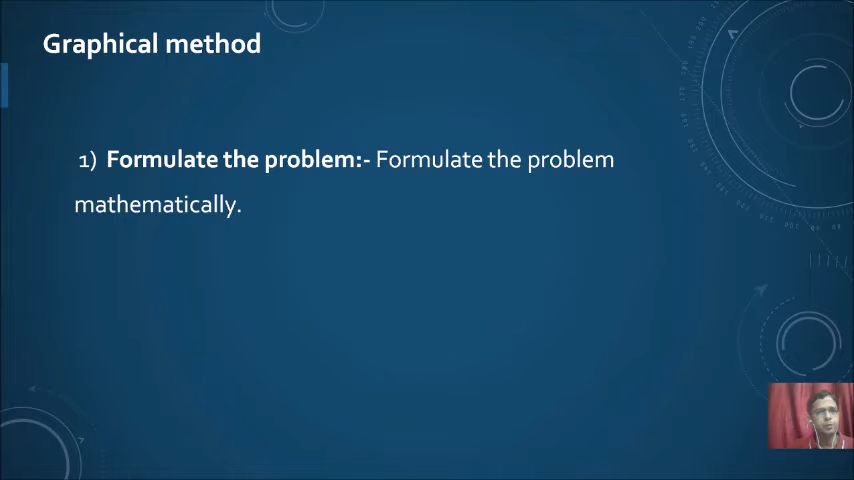 Graphical method
1) Formulate the problem:- Formulate the problem
mathematically.